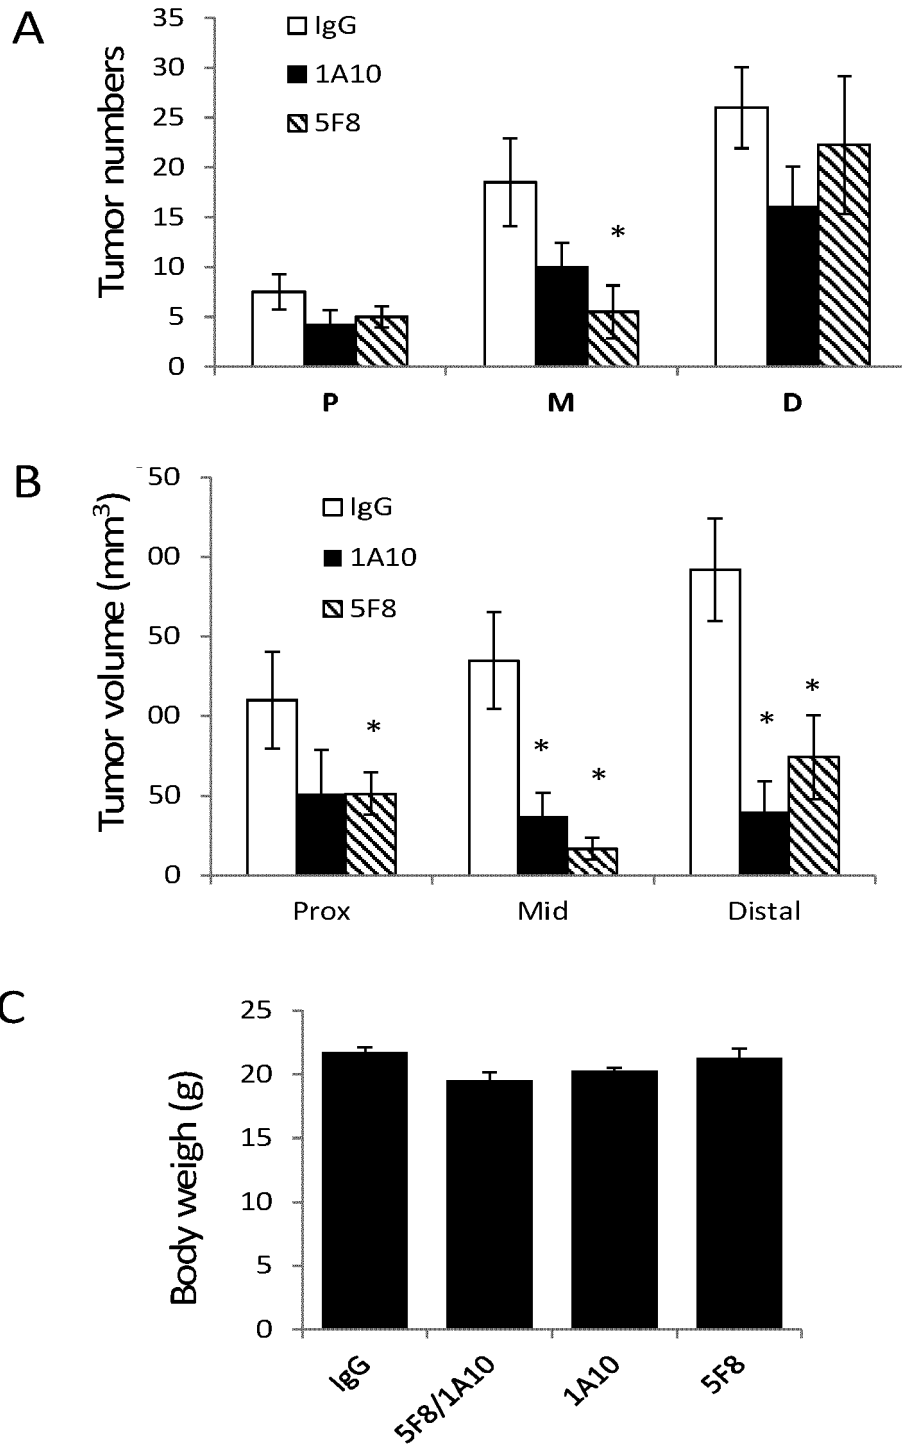 A
Tumor numbers
35
30
25
20
15
10
5
0
IgG
1A10
5F8
*
P M D
B
Tumor volume (mm³)
50
00
50
00
50
0
IgG
1A10
5F8
* * * * *
Prox Mid Distal
C
Body weigh (g)
25
20
15
10
5
0
IgG 5F8/1A10 1A10 5F8